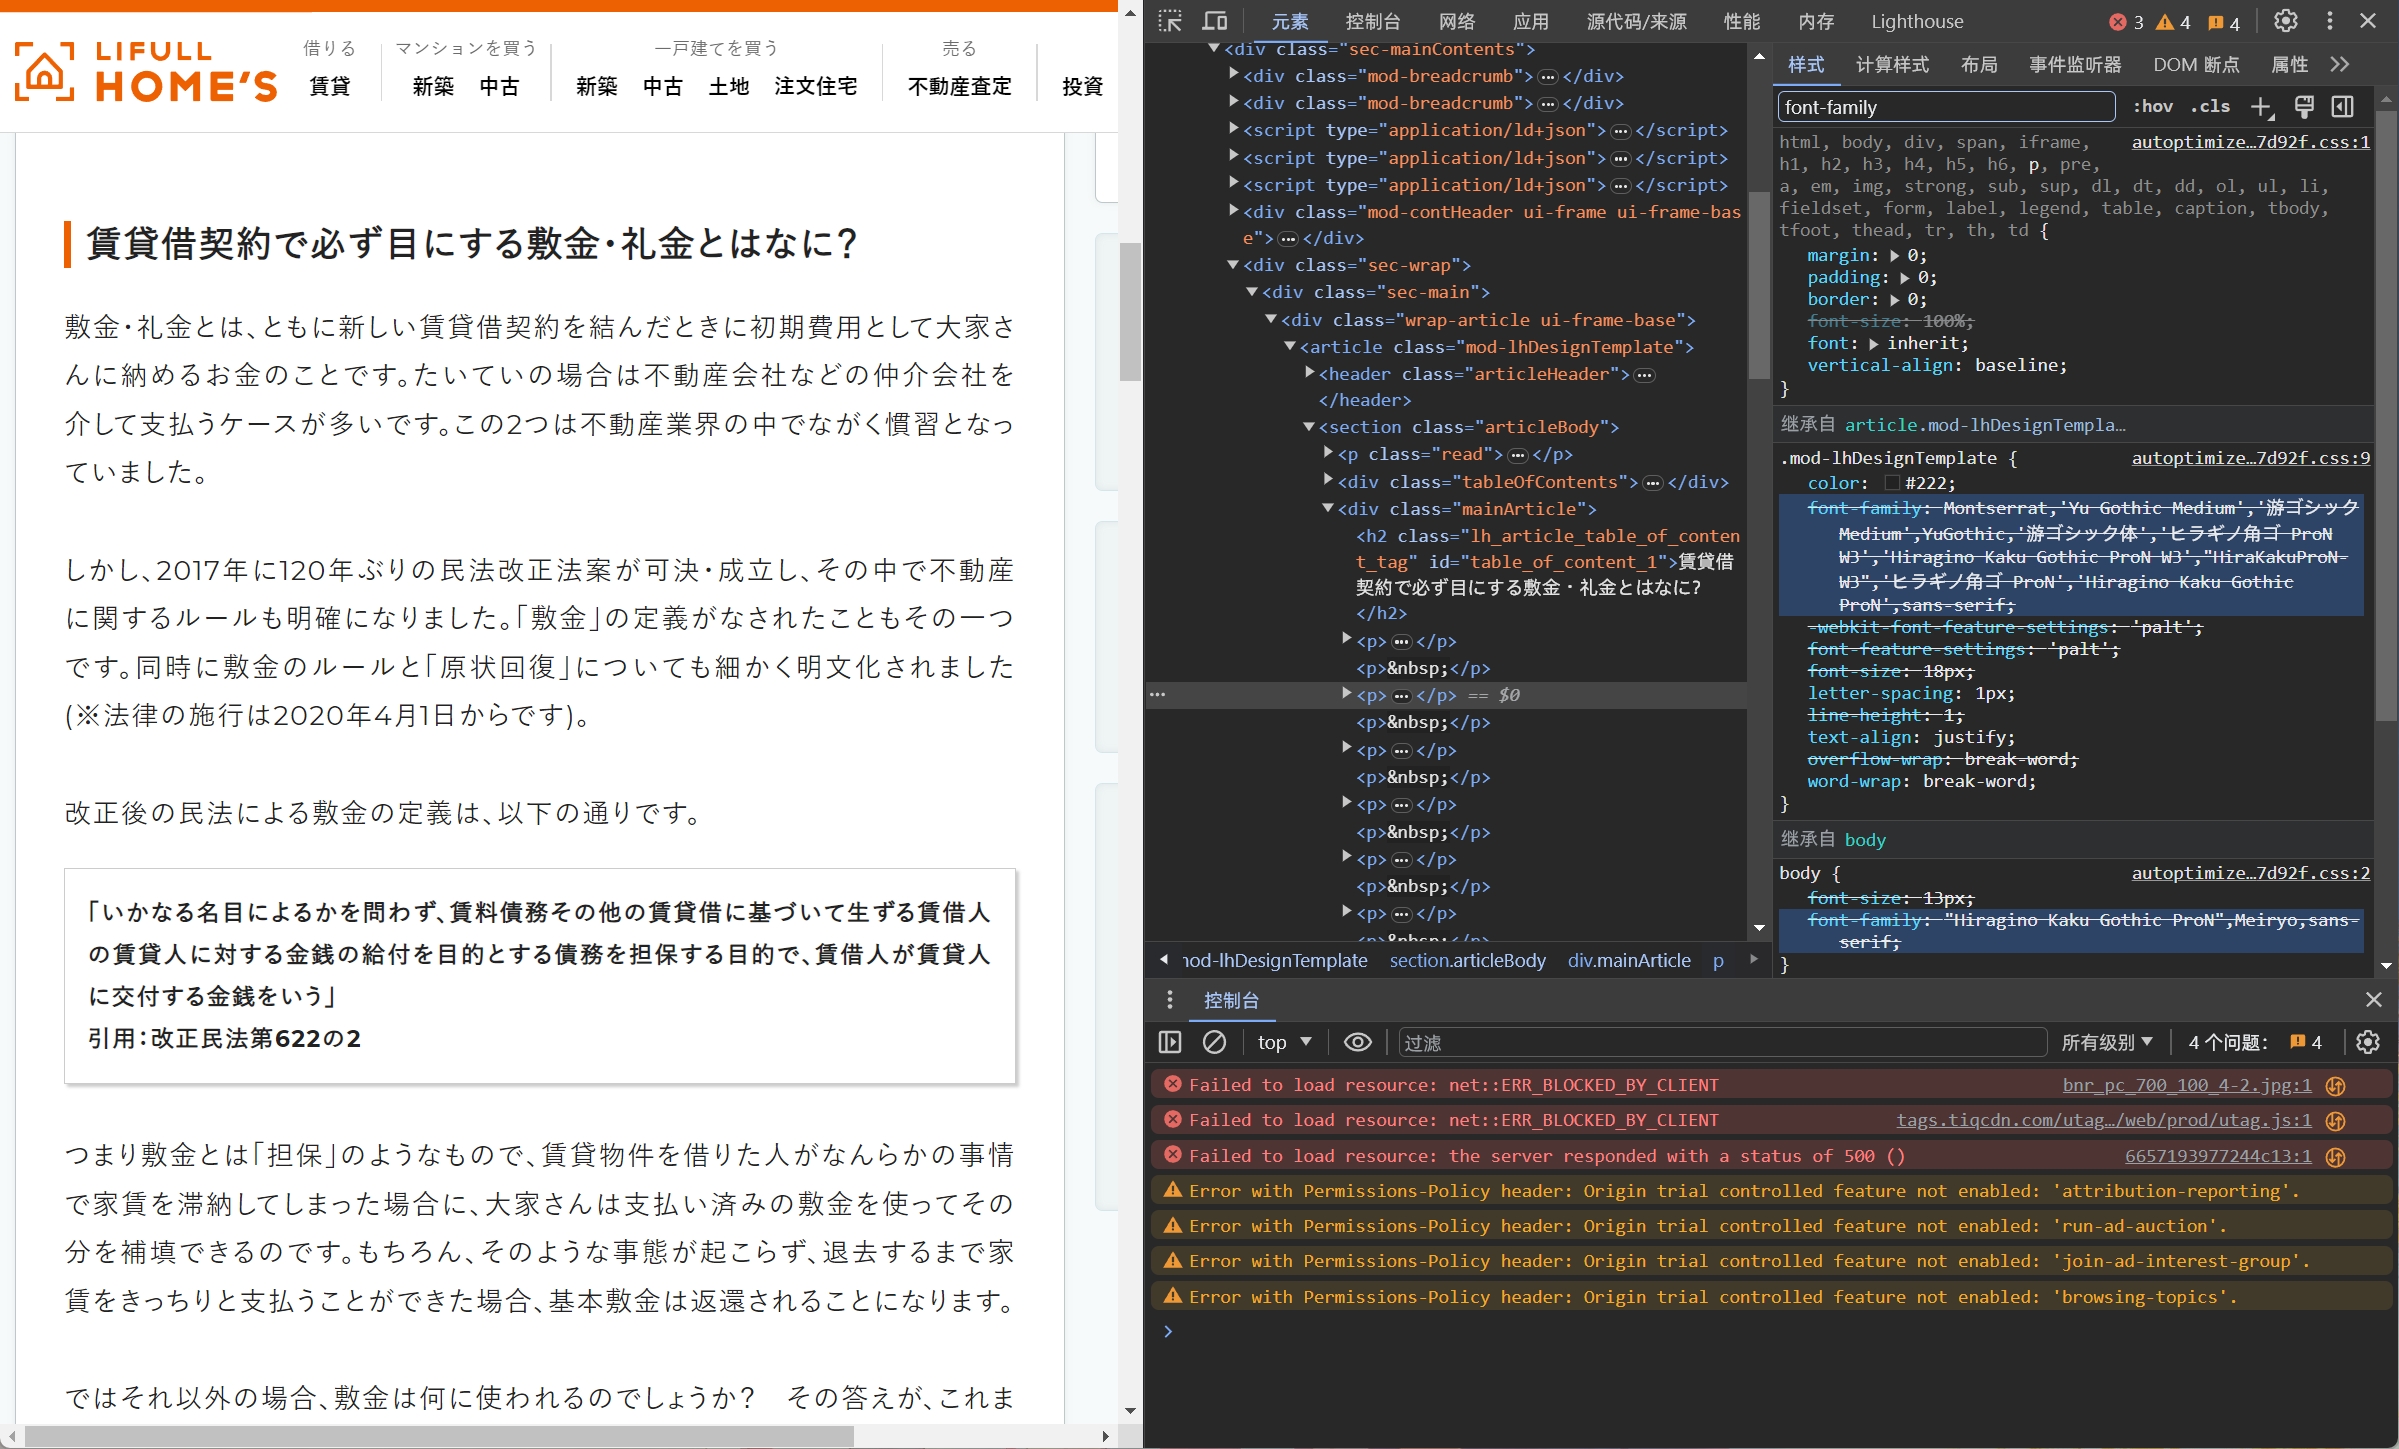 LIFULL
HOME'S
借りる
賃貸
マンションを買う
新築 中古
一戸建てを買う
新築 中古 土地 注文住宅
売る
不動産査定
投資
賃貸借契約で必ず目にする敷金・礼金とはなに？
敷金・礼金とは、ともに新しい賃貸借契約を結んだときに初期費用として大家さ
んに納めるお金のことです。たいていの場合は不動産会社などの仲介会社を
介して支払うケースが多いです。この2つは不動産業界の中でながく慣習となっ
ていました。
しかし、2017年に120年ぶりの民法改正法案が可決・成立し、その中で不動産
に関するルールも明確になりました。「敷金」の定義がなされたこともその一つ
です。同時に敷金のルールと「原状回復」についても細かく明文化されました
(※法律の施行は2020年4月1日からです)。
改正後の民法による敷金の定義は、以下の通りです。
「いかなる名目によるかを問わず、賃料債務その他の賃貸借に基づいて生ずる賃借人
の賃貸人に対する金銭の給付を目的とする債務を担保する目的で、賃借人が賃貸人
に交付する金銭をいう」
引用：改正民法第622の2
つまり敷金とは「担保」のようなもので、賃貸物件を借りた人がなんらかの事情
で家賃を滞納してしまった場合に、大家さんは支払い済みの敷金を使ってその
分を補填できるのです。もちろん、そのような事態が起こらず、退去するまで家
賃をきっちりと支払うことができた場合、基本敷金は返還されることになります。
ではそれ以外の場合、敷金は何に使われるのでしょうか？　その答えが、これま
元素 控制台 网络 应用 源代码/来源 性能 内存 Lighthouse 3 4 4
<div class="sec-mainContents">
<div class="mod-breadcrumb">…</div>
<div class="mod-breadcrumb">…</div>
<script type="application/ld+json">…</script>
<script type="application/ld+json">…</script>
<script type="application/ld+json">…</script>
<div class="mod-contHeader ui-frame ui-frame-bas
e">…</div>
<div class="sec-wrap">
<div class="sec-main">
<div class="wrap-article ui-frame-base">
<article class="mod-lhDesignTemplate">
<header class="articleHeader">…
</header>
<section class="articleBody">
<p class="read">…</p>
<div class="tableOfContents">…</div>
<div class="mainArticle">
<h2 class="lh_article_table_of_conten
t_tag" id="table_of_content_1">賃貸借
契約で必ず目にする敷金・礼金とはなに?
</h2>
<p>…</p>
<p>&nbsp;</p>
<p>…</p> == $0
<p>&nbsp;</p>
<p>…</p>
<p>&nbsp;</p>
<p>…</p>
<p>&nbsp;</p>
<p>…</p>
<p>&nbsp;</p>
<p>…</p>
<p>&nbsp;</p>
mod-lhDesignTemplate section.articleBody div.mainArticle p
样式 计算样式 布局 事件监听器 DOM 断点 属性
font-family :hov .cls
html, body, div, span, iframe, autoptimize…7d92f.css:1
h1, h2, h3, h4, h5, h6, p, pre,
a, em, img, strong, sub, sup, dl, dt, dd, ol, ul, li,
fieldset, form, label, legend, table, caption, tbody,
tfoot, thead, tr, th, td {
margin: 0;
padding: 0;
border: 0;
font-size: 100%;
font: inherit;
vertical-align: baseline;
}
继承自 article.mod-lhDesignTempla…
.mod-lhDesignTemplate { autoptimize…7d92f.css:9
color: #222;
font-family: Montserrat,'Yu Gothic Medium','游ゴシック
Medium',YuGothic,'游ゴシック体','ヒラギノ角ゴ ProN
W3','Hiragino Kaku Gothic ProN W3',"HiraKakuProN-
W3",'ヒラギノ角ゴ ProN','Hiragino Kaku Gothic
ProN',sans-serif;
-webkit-font-feature-settings: 'palt';
font-feature-settings: 'palt';
font-size: 18px;
letter-spacing: 1px;
line-height: 1;
text-align: justify;
overflow-wrap: break-word;
word-wrap: break-word;
}
继承自 body
body { autoptimize…7d92f.css:2
font-size: 13px;
font-family: "Hiragino Kaku Gothic ProN",Meiryo,sans-
serif;
}
控制台
top 过滤 所有级别 4 个问题: 4
Failed to load resource: net::ERR_BLOCKED_BY_CLIENT bnr_pc_700_100_4-2.jpg:1
Failed to load resource: net::ERR_BLOCKED_BY_CLIENT tags.tiqcdn.com/utag…/web/prod/utag.js:1
Failed to load resource: the server responded with a status of 500 () 6657193977244c13:1
Error with Permissions-Policy header: Origin trial controlled feature not enabled: 'attribution-reporting'.
Error with Permissions-Policy header: Origin trial controlled feature not enabled: 'run-ad-auction'.
Error with Permissions-Policy header: Origin trial controlled feature not enabled: 'join-ad-interest-group'.
Error with Permissions-Policy header: Origin trial controlled feature not enabled: 'browsing-topics'.